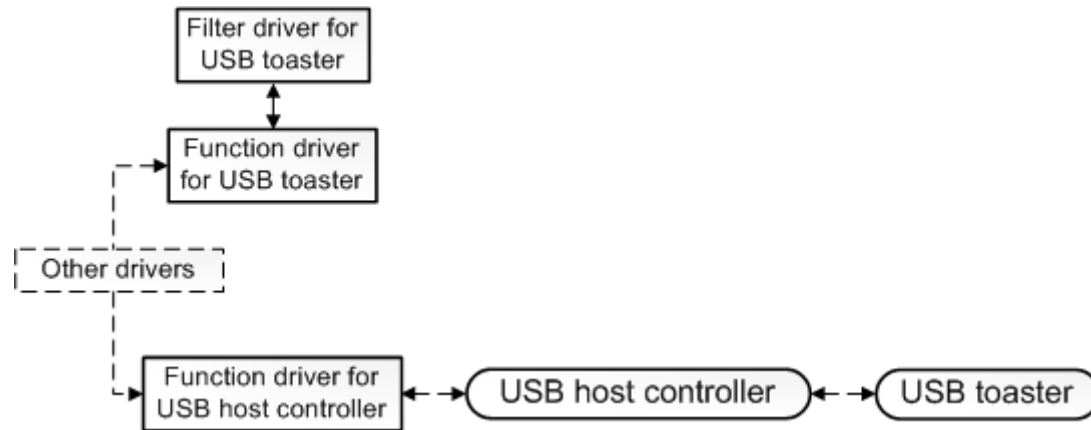 Filter driver for
USB toaster
Function driver
for USB toaster
Other drivers
Function driver for
USB host controller
USB host controller
USB toaster